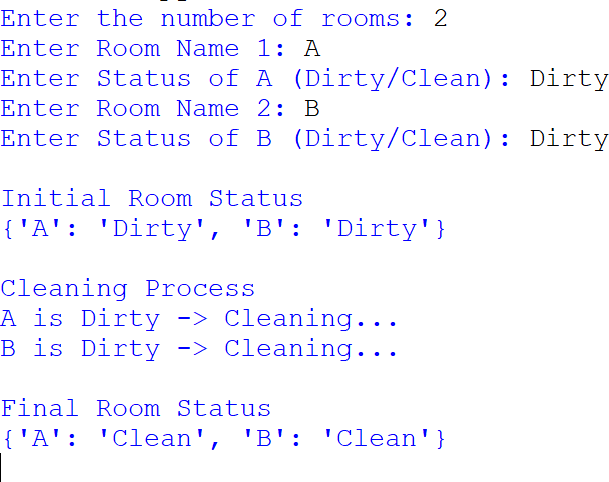 Enter the number of rooms: 2
Enter Room Name 1: A
Enter Status of A (Dirty/Clean): Dirty
Enter Room Name 2: B
Enter Status of B (Dirty/Clean): Dirty
Initial Room Status
{'A': 'Dirty', 'B': 'Dirty'}
Cleaning Process
A is Dirty -> Cleaning...
B is Dirty -> Cleaning...
Final Room Status
{'A': 'Clean', 'B': 'Clean'}